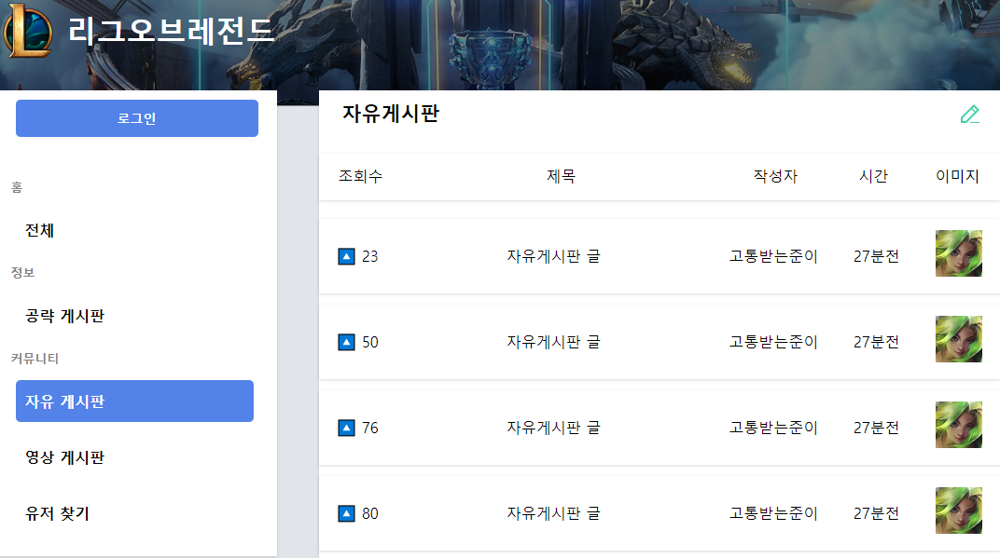 리그오브레전드
로그인
홈
전체
정보
공략 게시판
커뮤니티
자유 게시판
영상 게시판
유저 찾기
자유게시판
조회수 제목 작성자 시간 이미지
23 자유게시판 글 고통받는준이 27분전
50 자유게시판 글 고통받는준이 27분전
76 자유게시판 글 고통받는준이 27분전
80 자유게시판 글 고통받는준이 27분전